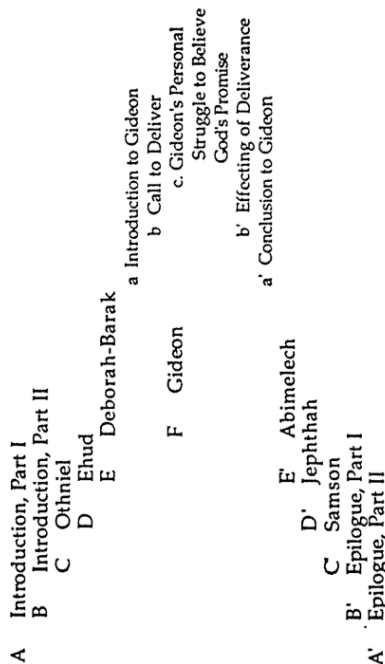 A Introduction, Part I
B Introduction, Part II
C Othniel
D Ehud
E Deborah-Barak
a Introduction to Gideon
b Call to Deliver
c. Gideon's Personal
Struggle to Believe
God's Promise
F Gideon
b' Effecting of Deliverance
a' Conclusion to Gideon
E' Abimelech
D' Jephthah
C' Samson
B' Epilogue, Part I
A' Epilogue, Part II